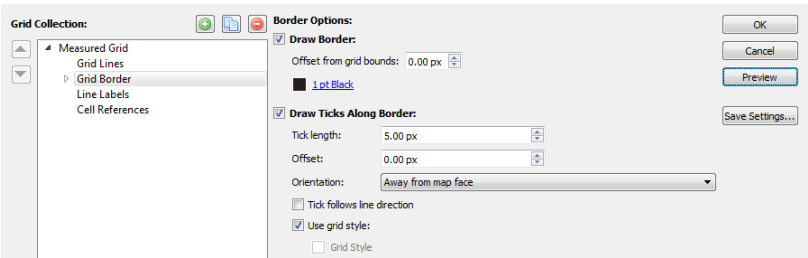 Grid Collection:
Measured Grid
Grid Lines
Grid Border
Line Labels
Cell References
Border Options:
Draw Border:
Offset from grid bounds: 0.00 px
1 pt Black
Draw Ticks Along Border:
Tick length: 5.00 px
Offset: 0.00 px
Orientation: Away from map face
Tick follows line direction
Use grid style:
Grid Style
OK
Cancel
Preview
Save Settings...